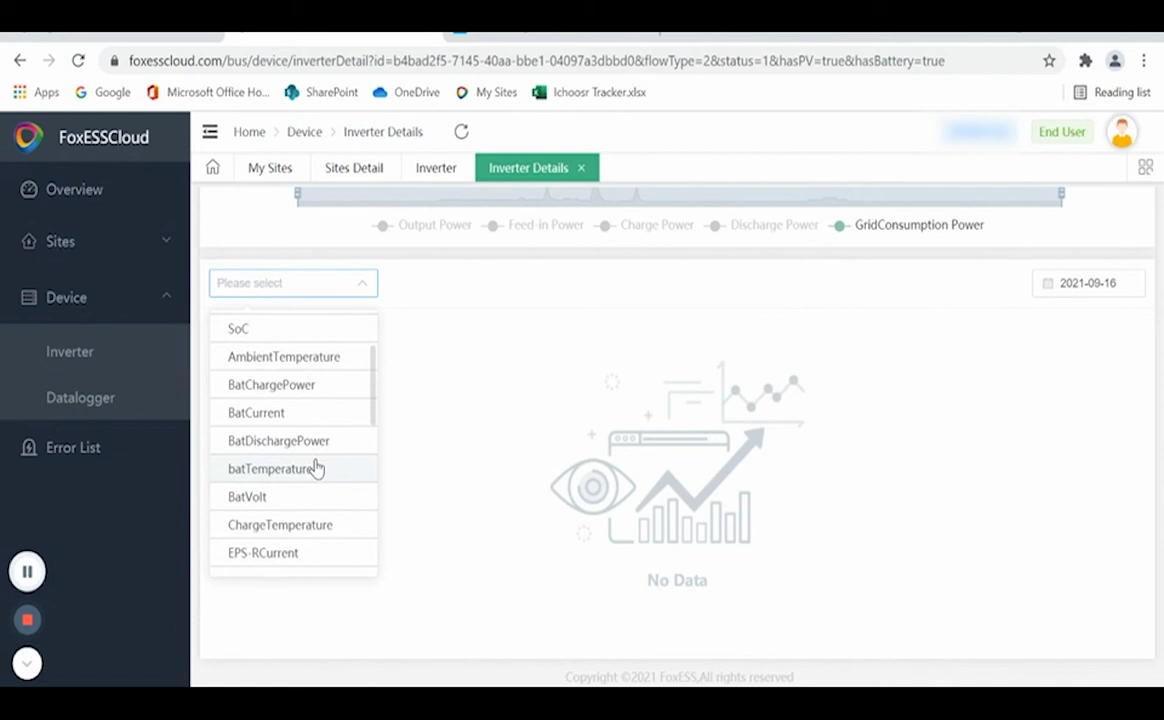 foxesscloud.com/bus/device/inverterDetail?id=b4bad2f5-7145-40aa-bbe1-04097a3dbbd0&flowType=2&status=1&hasPV=true&hasBattery=true
Apps Google Microsoft Office Ho... SharePoint OneDrive My Sites Ichoosr Tracker.xlsx Reading list
FoxESSCloud
Home > Device > Inverter Details
End User
My Sites Sites Detail Inverter Inverter Details ×
Overview
Sites
Device
Inverter
Datalogger
Error List
Output Power Feed-in Power Charge Power Discharge Power GridConsumption Power
Please select
2021-09-16
SoC
AmbientTemperature
BatChargePower
BatCurrent
BatDischargePower
batTemperature
BatVolt
ChargeTemperature
EPS-RCurrent
No Data
Copyright ©2021 FoxESS,All rights reserved